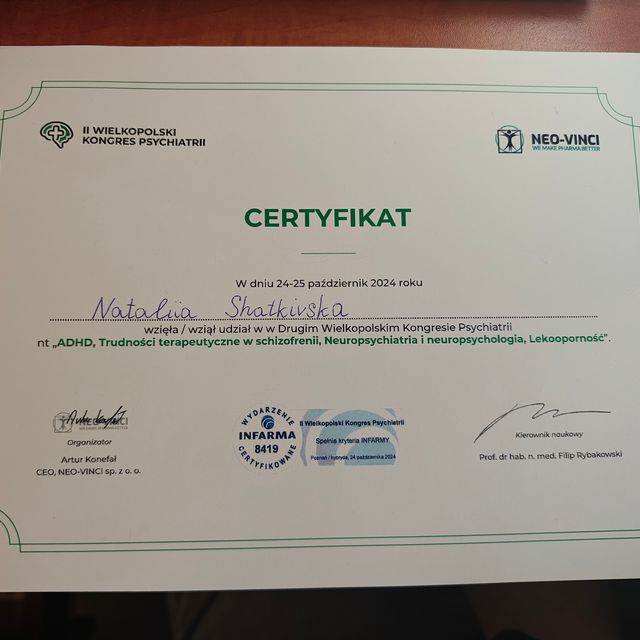 II WIELKOPOLSKI
KONGRES PSYCHIATRII
NEO-VINCI
WE MAKE PHARMA BETTER
CERTYFIKAT
W dniu 24-25 październik 2024 roku
Nataliia Shatkivska
wzięła / wziął udział w w Drugim Wielkopolskim Kongresie Psychiatrii
nt „ADHD, Trudności terapeutyczne w schizofrenii, Neuropsychiatria i neuropsychologia, Lekooporność”.
NEO-VINCI
Organizator
Artur Konefał
CEO, NEO-VINCI sp. z o. o.
WYDARZENIE
INFARMA
8419
CERTYFIKOWANE
II Wielkopolski Kongres Psychiatrii
Spełnia kryteria INFARMY
Poznań / hybryda, 24 października 2024
Kierownik naukowy
Prof. dr hab. n. med. Filip Rybakowski